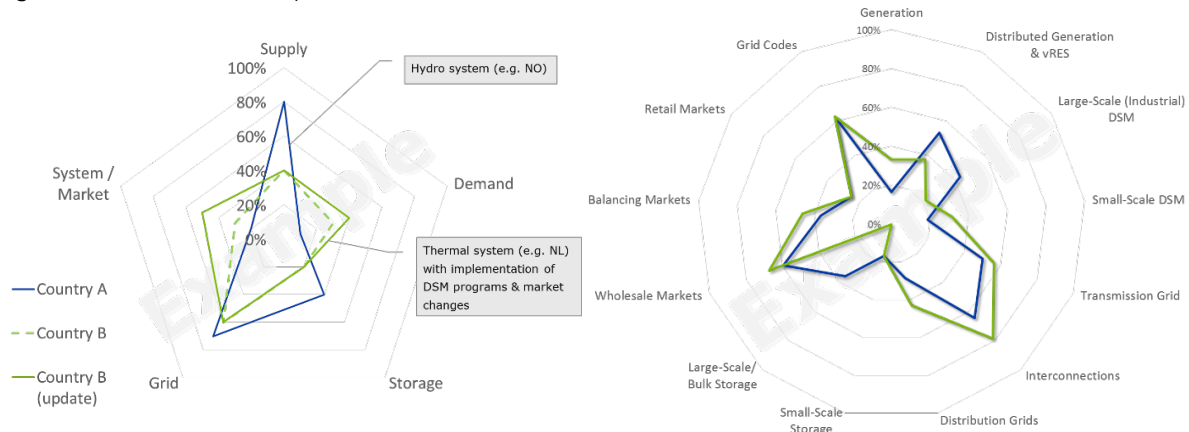 Supply
100%
80%
60%
40%
20%
0%
System /
Market
Demand
Grid
Storage
Hydro system (e.g. NO)
Thermal system (e.g. NL)
with implementation of
DSM programs & market
changes
Country A
Country B
Country B
(update)
Example
Generation
100%
80%
60%
40%
20%
0%
Distributed Generation
& vRES
Large-Scale (Industrial)
DSM
Small-Scale DSM
Transmission Grid
Interconnections
Distribution Grids
Small-Scale
Storage
Large-Scale/
Bulk Storage
Wholesale Markets
Balancing Markets
Retail Markets
Grid Codes
Example